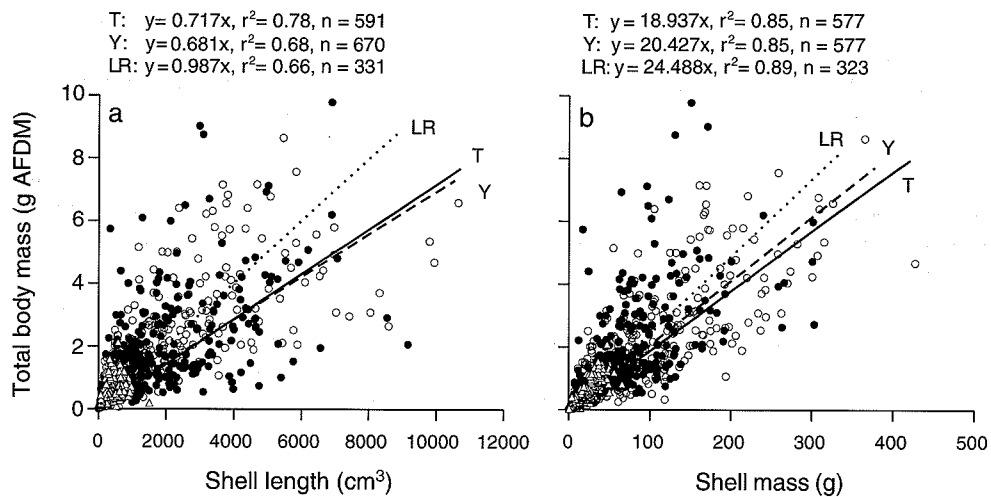 T: y= 0.717x, r²= 0.78, n = 591
Y: y=0.681x, r²= 0.68, n = 670
LR: y=0.987x, r²= 0.66, n = 331
T: y = 18.937x, r²= 0.85, n = 577
Y: y = 20.427x, r²= 0.85, n = 577
LR: y= 24.488x, r²= 0.89, n = 323
Total body mass (g AFDM)
10
8
6
4
2
0
a
LR
T
Y
0
2000
4000
6000
8000
10000
12000
Shell length (cm³)
b
LR
Y
T
0
100
200
300
400
500
Shell mass (g)